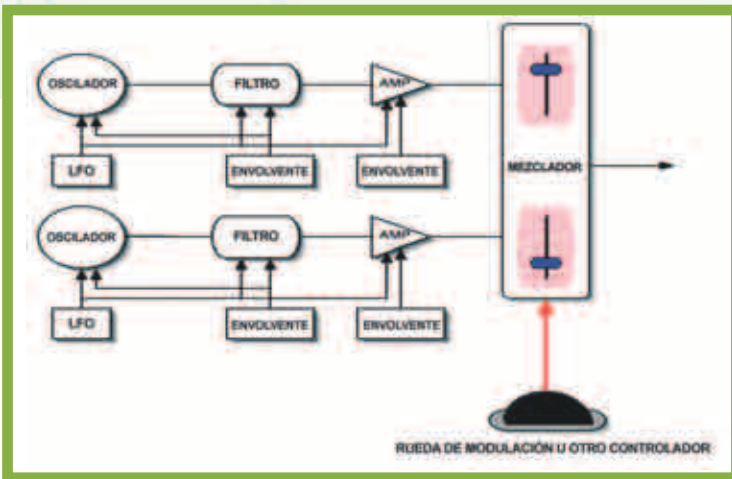 OSCILADOR
FILTRO
AMP
LFO
ENVOLVENTE
ENVOLVENTE
MEZCLADOR
OSCILADOR
FILTRO
AMP
LFO
ENVOLVENTE
ENVOLVENTE
RUEDA DE MODULACIÓN U OTRO CONTROLADOR